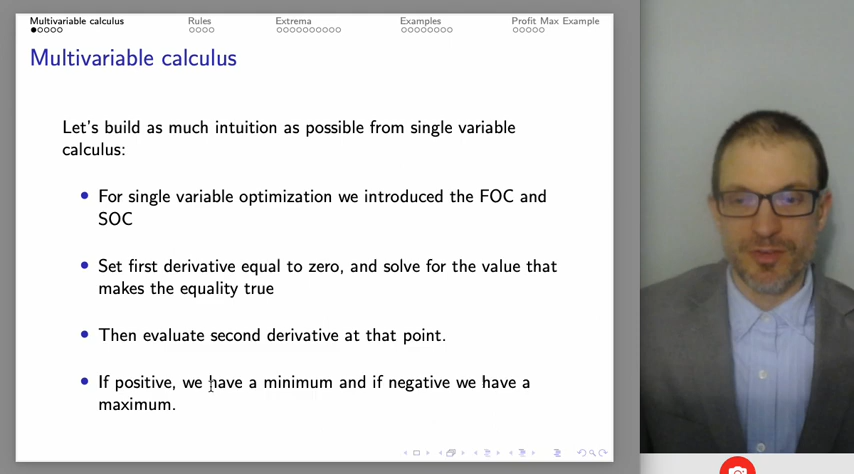 Multivariable calculus Rules Extrema Examples Profit Max Example
Multivariable calculus
Let's build as much intuition as possible from single variable
calculus:
For single variable optimization we introduced the FOC and
SOC
Set first derivative equal to zero, and solve for the value that
makes the equality true
Then evaluate second derivative at that point.
If positive, we have a minimum and if negative we have a
maximum.